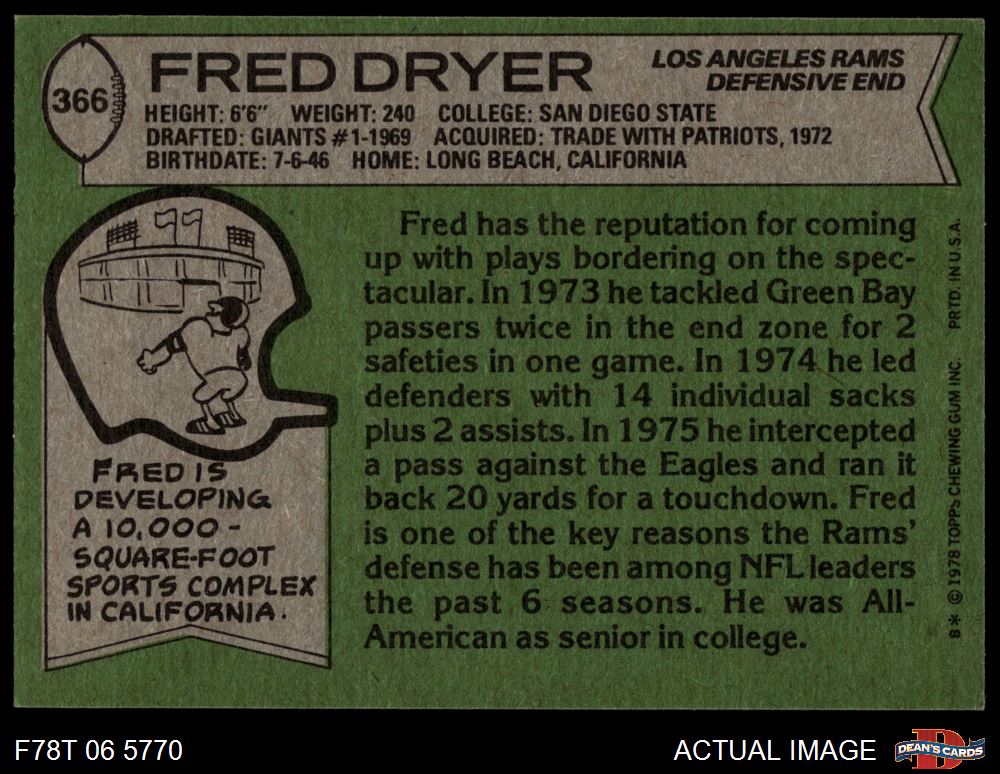 366
FRED DRYER
LOS ANGELES RAMS
DEFENSIVE END
HEIGHT: 6'6" WEIGHT: 240 COLLEGE: SAN DIEGO STATE
DRAFTED: GIANTS #1-1969 ACQUIRED: TRADE WITH PATRIOTS, 1972
BIRTHDATE: 7-6-46 HOME: LONG BEACH, CALIFORNIA
FRED IS
DEVELOPING
A 10,000-
SQUARE-FOOT
SPORTS COMPLEX
IN CALIFORNIA.
Fred has the reputation for coming
up with plays bordering on the spec-
tacular. In 1973 he tackled Green Bay
passers twice in the end zone for 2
safeties in one game. In 1974 he led
defenders with 14 individual sacks
plus 2 assists. In 1975 he intercepted
a pass against the Eagles and ran it
back 20 yards for a touchdown. Fred
is one of the key reasons the Rams'
defense has been among NFL leaders
the past 6 seasons. He was All-
American as senior in college.
B* © 1978 TOPPS CHEWING GUM INC. PRTD. IN U.S.A.
F78T 06 5770
ACTUAL IMAGE
D
DEAN'S CARDS